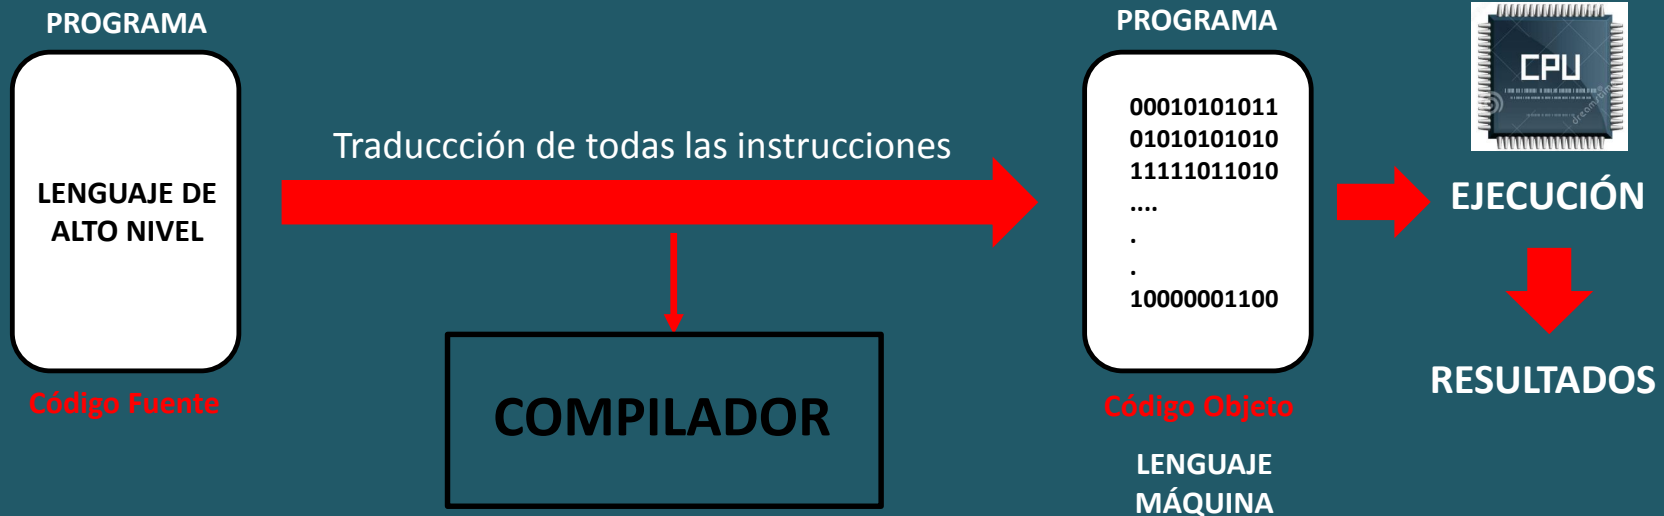 PROGRAMA
LENGUAJE DE
ALTO NIVEL
Código Fuente
Traduccción de todas las instrucciones
COMPILADOR
PROGRAMA
00010101011
01010101010
11111011010
....
.
.
10000001100
Código Objeto
LENGUAJE
MÁQUINA
CPU
dreamstime
EJECUCIÓN
RESULTADOS